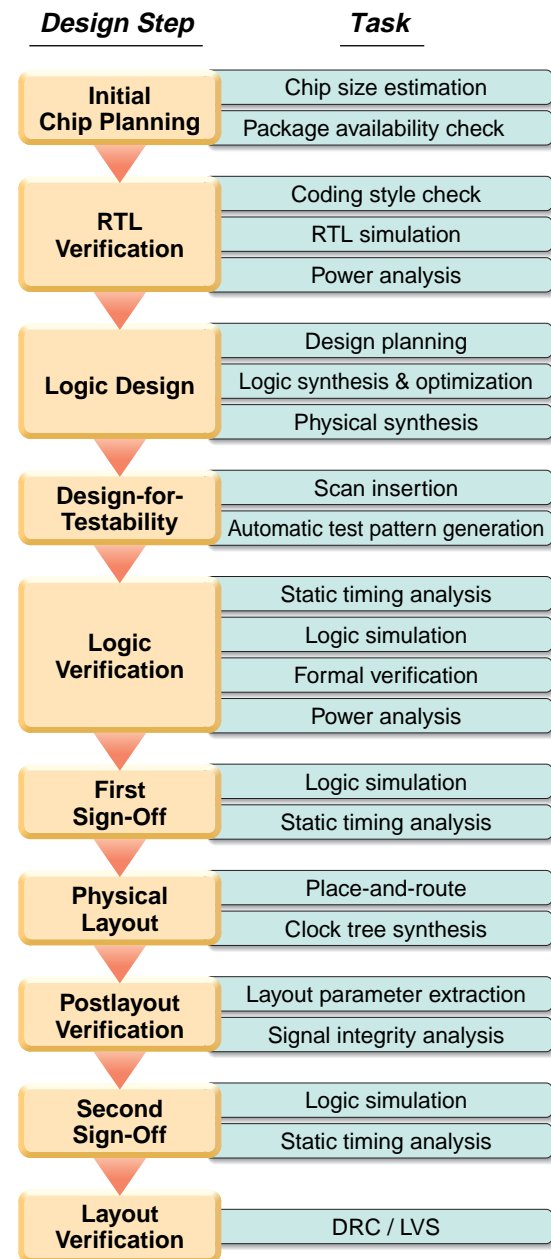 Design Step Task
Initial
Chip Planning
Chip size estimation
Package availability check
RTL
Verification
Coding style check
RTL simulation
Power analysis
Logic Design
Design planning
Logic synthesis & optimization
Physical synthesis
Design-for-
Testability
Scan insertion
Automatic test pattern generation
Logic
Verification
Static timing analysis
Logic simulation
Formal verification
Power analysis
First
Sign-Off
Logic simulation
Static timing analysis
Physical
Layout
Place-and-route
Clock tree synthesis
Postlayout
Verification
Layout parameter extraction
Signal integrity analysis
Second
Sign-Off
Logic simulation
Static timing analysis
Layout
Verification
DRC / LVS